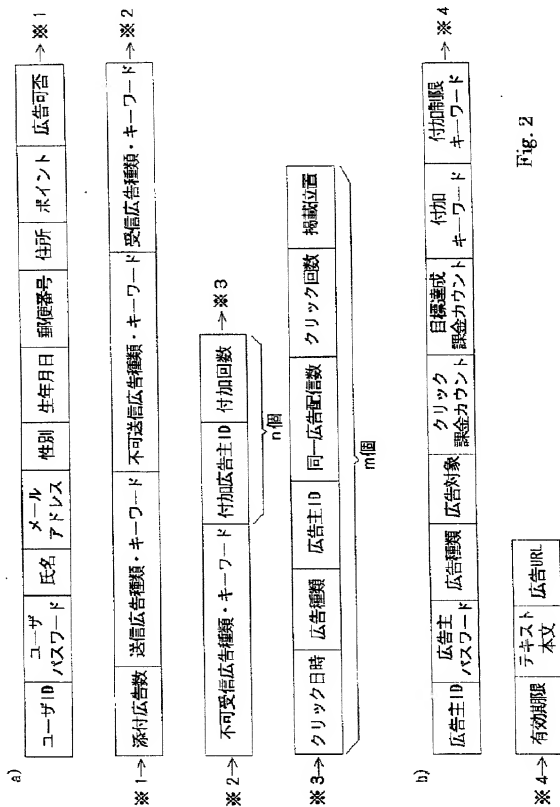 a)
ユーザID ユーザパスワード 氏名 メールアドレス 性別 生年月日 郵便番号 住所 ポイント 広告可否 →※1
※1→ 添付広告数 送信広告種類・キーワード 不可送信広告種類・キーワード 受信広告種類・キーワード →※2
※2→ 不可受信広告種類・キーワード 付加広告主ID 付加回数 →※3
n個
※3→ クリック日時 広告種類 広告主ID 同一広告配信数 クリック回数 掲載位置
m個
b)
広告主ID 広告主パスワード 広告種類 広告対象 クリック課金カウント 目標達成課金カウント 付加キーワード 付加制限キーワード →※4
※4→ 有効期限 テキスト本文 広告URL
Fig. 2